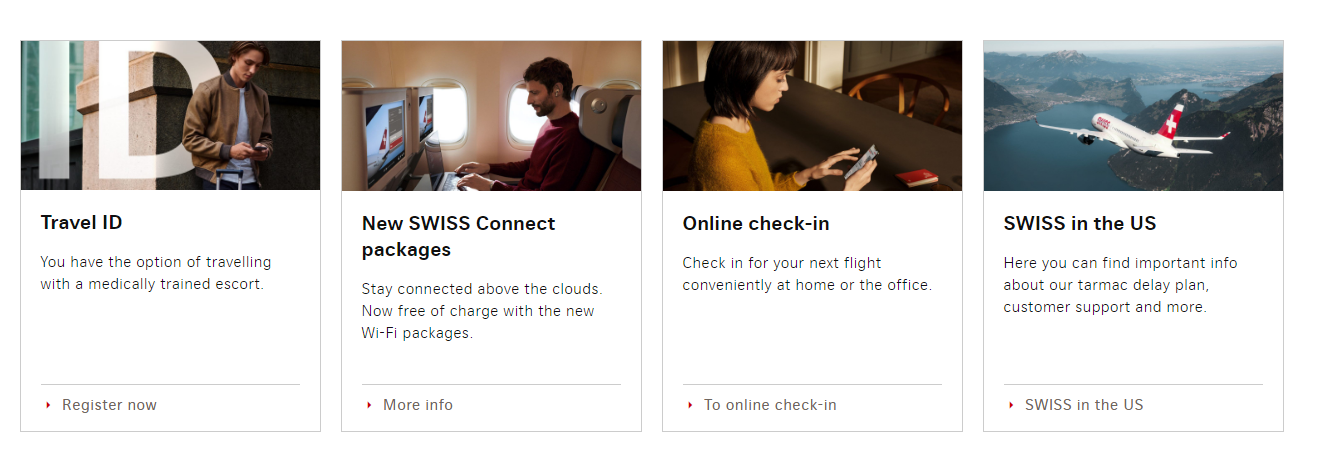 ID
SWISS
Travel ID
You have the option of travelling
with a medically trained escort.
Register now
New SWISS Connect
packages
Stay connected above the clouds.
Now free of charge with the new
Wi-Fi packages.
More info
Online check-in
Check in for your next flight
conveniently at home or the office.
To online check-in
SWISS in the US
Here you can find important info
about our tarmac delay plan,
customer support and more.
SWISS in the US